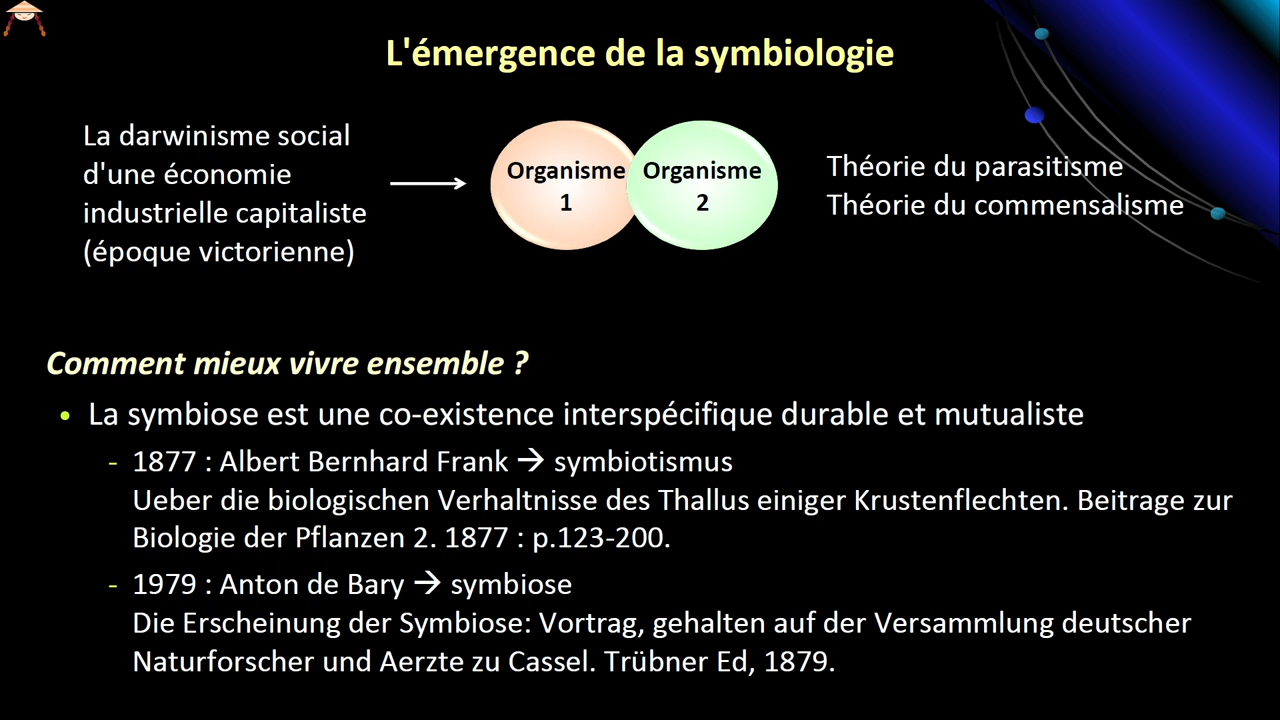 L'émergence de la symbiologie
La darwinisme social
d'une économie
industrielle capitaliste
(époque victorienne)
Organisme
1
Organisme
2
Théorie du parasitisme
Théorie du commensalisme
Comment mieux vivre ensemble ?
• La symbiose est une co-existence interspécifique durable et mutualiste
- 1877 : Albert Bernhard Frank → symbiotismus
Ueber die biologischen Verhaltnisse des Thallus einiger Krustenflechten. Beitrage zur
Biologie der Pflanzen 2. 1877 : p.123-200.
- 1979 : Anton de Bary → symbiose
Die Erscheinung der Symbiose: Vortrag, gehalten auf der Versammlung deutscher
Naturforscher und Aerzte zu Cassel. Trübner Ed, 1879.